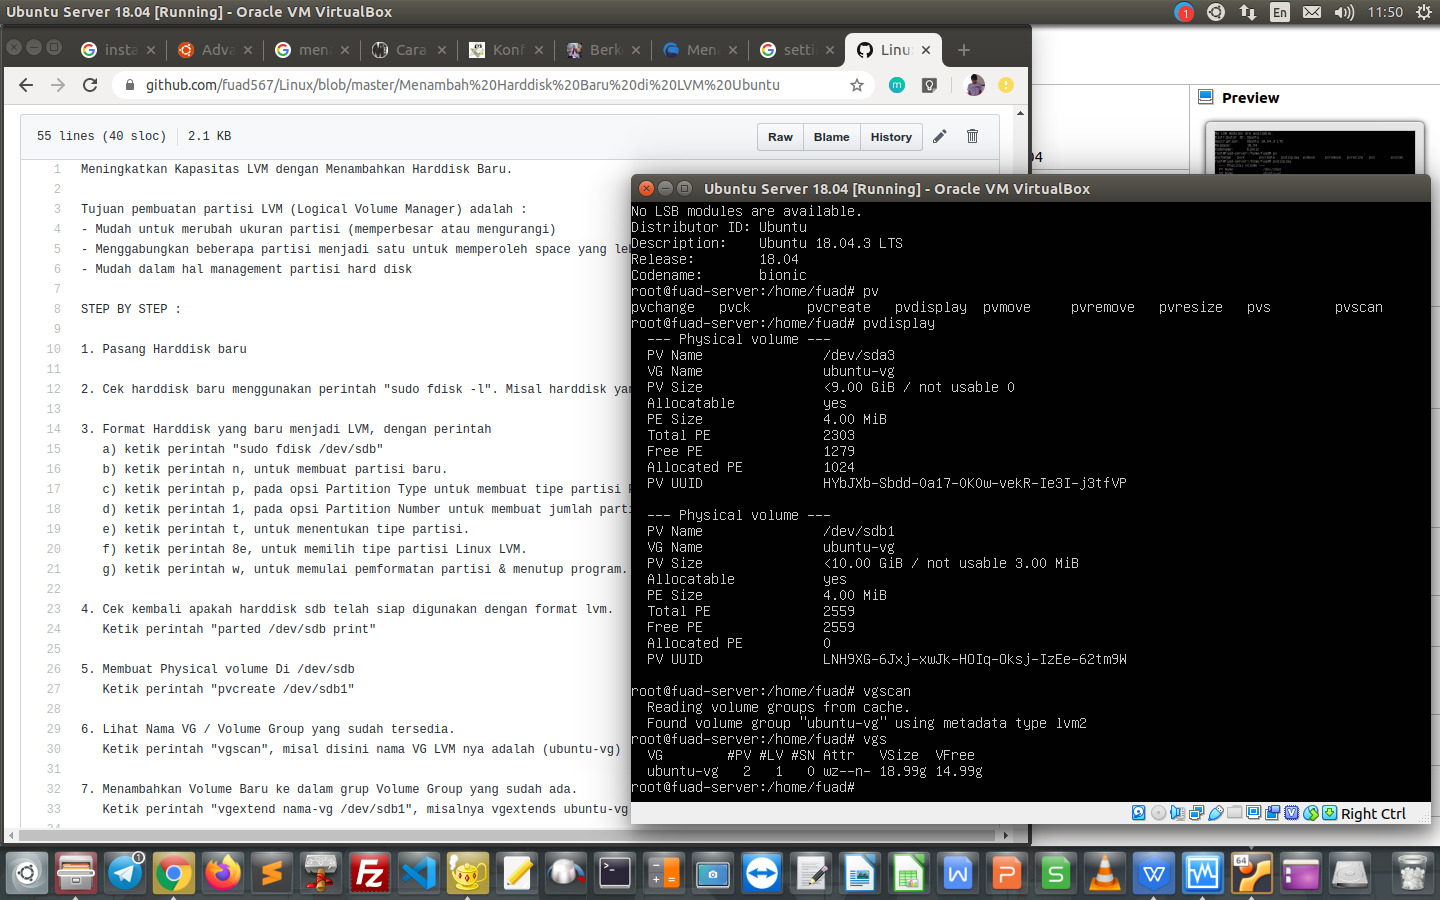 Ubuntu Server 18.04 [Running] - Oracle VM VirtualBox
1
En
11:50
insta
Adva
men
Cara
Konf
Berk
Mena
setti
Linu
github.com/fuad567/Linux/blob/master/Menambah%20Harddisk%20Baru%20di%20LVM%20Ubuntu
m
55 lines (40 sloc) 2.1 KB
Raw Blame History
1 Meningkatkan Kapasitas LVM dengan Menambahkan Harddisk Baru.
2
3 Tujuan pembuatan partisi LVM (Logical Volume Manager) adalah :
4 - Mudah untuk merubah ukuran partisi (memperbesar atau mengurangi)
5 - Menggabungkan beberapa partisi menjadi satu untuk memperoleh space yang le
6 - Mudah dalam hal management partisi hard disk
7
8 STEP BY STEP :
9
10 1. Pasang Harddisk baru
11
12 2. Cek harddisk baru menggunakan perintah "sudo fdisk -l". Misal harddisk yan
13
14 3. Format Harddisk yang baru menjadi LVM, dengan perintah
15 a) ketik perintah "sudo fdisk /dev/sdb"
16 b) ketik perintah n, untuk membuat partisi baru.
17 c) ketik perintah p, pada opsi Partition Type untuk membuat tipe partisi
18 d) ketik perintah 1, pada opsi Partition Number untuk membuat jumlah parti
19 e) ketik perintah t, untuk menentukan tipe partisi.
20 f) ketik perintah 8e, untuk memilih tipe partisi Linux LVM.
21 g) ketik perintah w, untuk memulai pemformatan partisi & menutup program.
22
23 4. Cek kembali apakah harddisk sdb telah siap digunakan dengan format lvm.
24 Ketik perintah "parted /dev/sdb print"
25
26 5. Membuat Physical volume Di /dev/sdb
27 Ketik perintah "pvcreate /dev/sdb1"
28
29 6. Lihat Nama VG / Volume Group yang sudah tersedia.
30 Ketik perintah "vgscan", misal disini nama VG LVM nya adalah (ubuntu-vg)
31
32 7. Menambahkan Volume Baru ke dalam grup Volume Group yang sudah ada.
33 Ketik perintah "vgextend nama-vg /dev/sdb1", misalnya vgextends ubuntu-vg
Preview
04
Ubuntu Server 18.04 [Running] - Oracle VM VirtualBox
No LSB modules are available.
Distributor ID: Ubuntu
Description: Ubuntu 18.04.3 LTS
Release: 18.04
Codename: bionic
root@fuad-server:/home/fuad# pv
pvchange pvck pvcreate pvdisplay pvmove pvremove pvresize pvs pvscan
root@fuad-server:/home/fuad# pvdisplay
--- Physical volume ---
PV Name /dev/sda3
VG Name ubuntu-vg
PV Size <9.00 GiB / not usable 0
Allocatable yes
PE Size 4.00 MiB
Total PE 2303
Free PE 1279
Allocated PE 1024
PV UUID HYbJXb-Sbdd-Oa17-OKOw-vekR-Ie3I-j3tfVP
--- Physical volume ---
PV Name /dev/sdb1
VG Name ubuntu-vg
PV Size <10.00 GiB / not usable 3.00 MiB
Allocatable yes
PE Size 4.00 MiB
Total PE 2559
Free PE 2559
Allocated PE 0
PV UUID LNH9XG-6Jxj-xwJk-HOIq-Oksj-IzEe-62tm9W
root@fuad-server:/home/fuad# vgscan
Reading volume groups from cache.
Found volume group "ubuntu-vg" using metadata type lvm2
root@fuad-server:/home/fuad# vgs
VG #PV #LV #SN Attr VSize VFree
ubuntu-vg 2 1 0 wz--n- 18.99g 14.99g
root@fuad-server:/home/fuad#
Right Ctrl
1
Fz
W
P
S
W
64